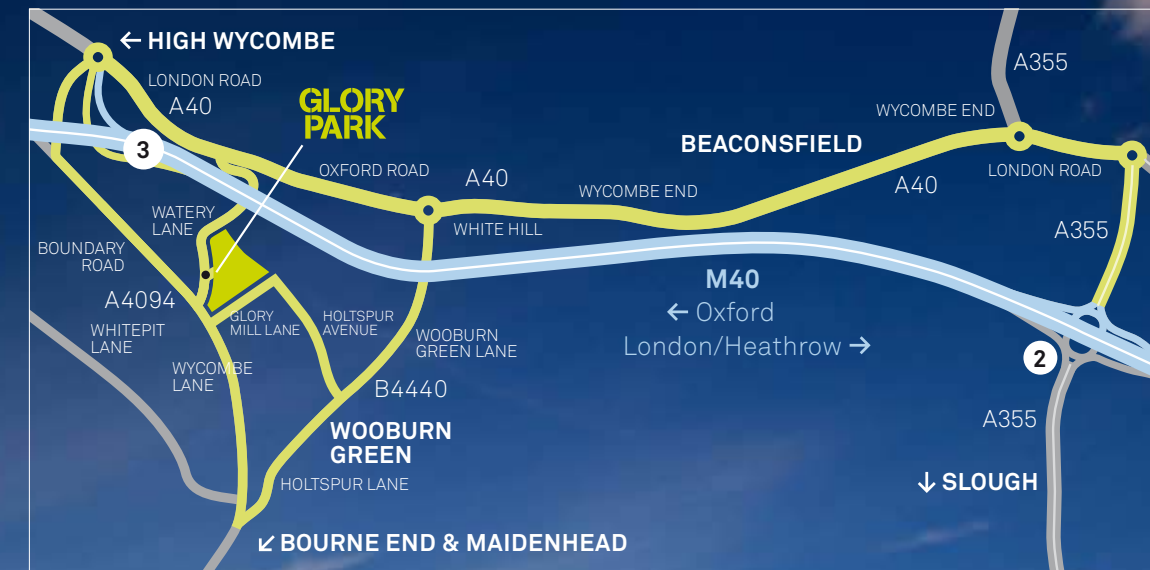 ← HIGH WYCOMBE
LONDON ROAD
A40
GLORY
PARK
3
OXFORD ROAD
A40
WYCOMBE END
WHITE HILL
BEACONSFIELD
WYCOMBE END
A355
A40
LONDON ROAD
A355
WATERY
LANE
BOUNDARY
ROAD
A4094
WHITEPIT
LANE
GLORY
MILL LANE
HOLTSPUR
AVENUE
WOOBURN
GREEN LANE
WYCOMBE
LANE
B4440
M40
← Oxford
London/Heathrow →
2
A355
WOOBURN
GREEN
HOLTSPUR LANE
↓ SLOUGH
↙ BOURNE END & MAIDENHEAD